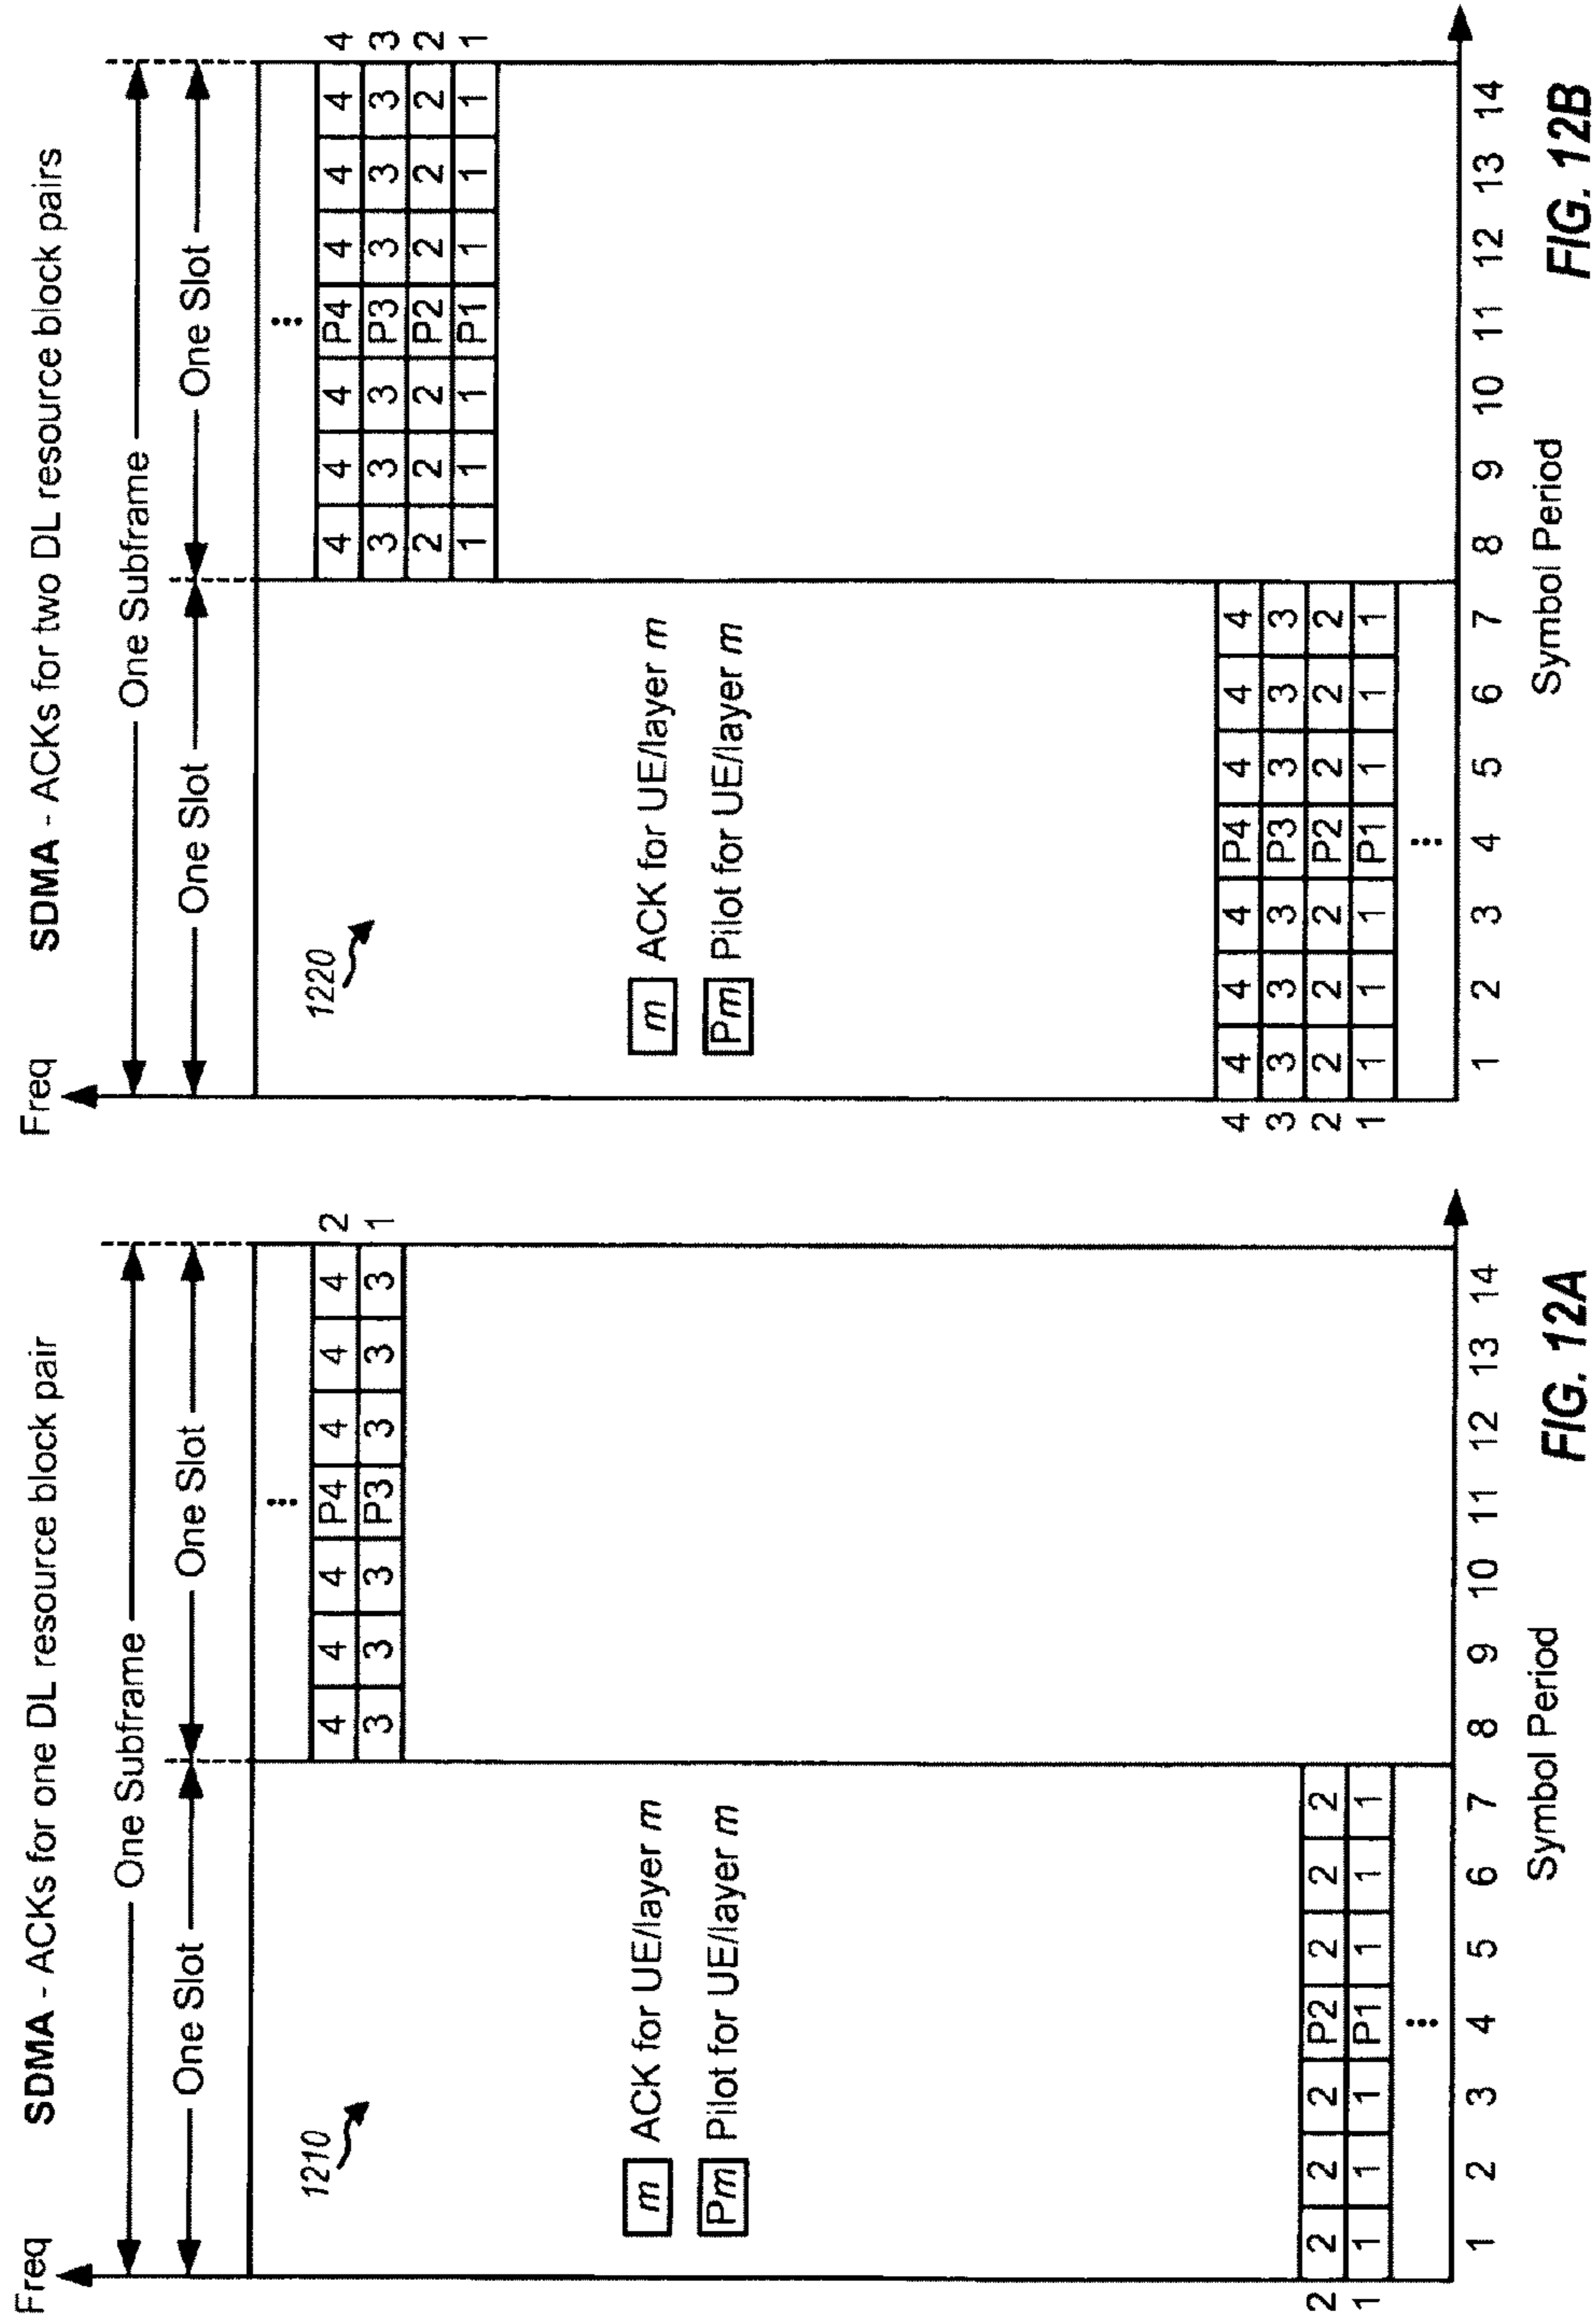 SDMA - ACKs for one DL resource block pair
Freq
One Subframe
One Slot
One Slot
1210
m ACK for UE/layer m
Pm Pilot for UE/layer m
...
4 4 4 P4 4 4 4 2
3 3 3 P3 3 3 3 1
2 2 2 2 P2 2 2 2
1 1 1 1 P1 1 1 1
...
1 2 3 4 5 6 7 8 9 10 11 12 13 14
Symbol Period
FIG. 12A
SDMA - ACKs for two DL resource block pairs
Freq
One Subframe
One Slot
One Slot
1220
m ACK for UE/layer m
Pm Pilot for UE/layer m
...
4 4 4 P4 4 4 4 4
3 3 3 P3 3 3 3 3
2 2 2 P2 2 2 2 2
1 1 1 P1 1 1 1 1
4 4 4 4 P4 4 4 4
3 3 3 3 P3 3 3 3
2 2 2 2 P2 2 2 2
1 1 1 1 P1 1 1 1
...
1 2 3 4 5 6 7 8 9 10 11 12 13 14
Symbol Period
FIG. 12B